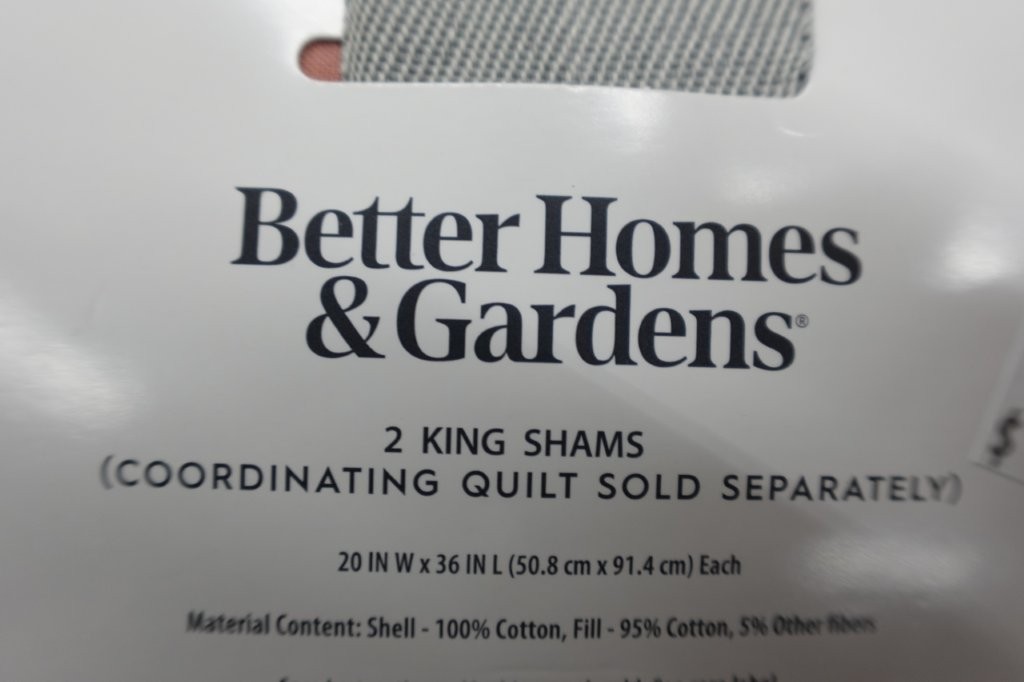 Better Homes
& Gardens®
2 KING SHAMS
(COORDINATING QUILT SOLD SEPARATELY)
20 IN W x 36 IN L (50.8 cm x 91.4 cm) Each
Material Content: Shell - 100% Cotton, Fill - 95% Cotton, 5% Other fibers
$